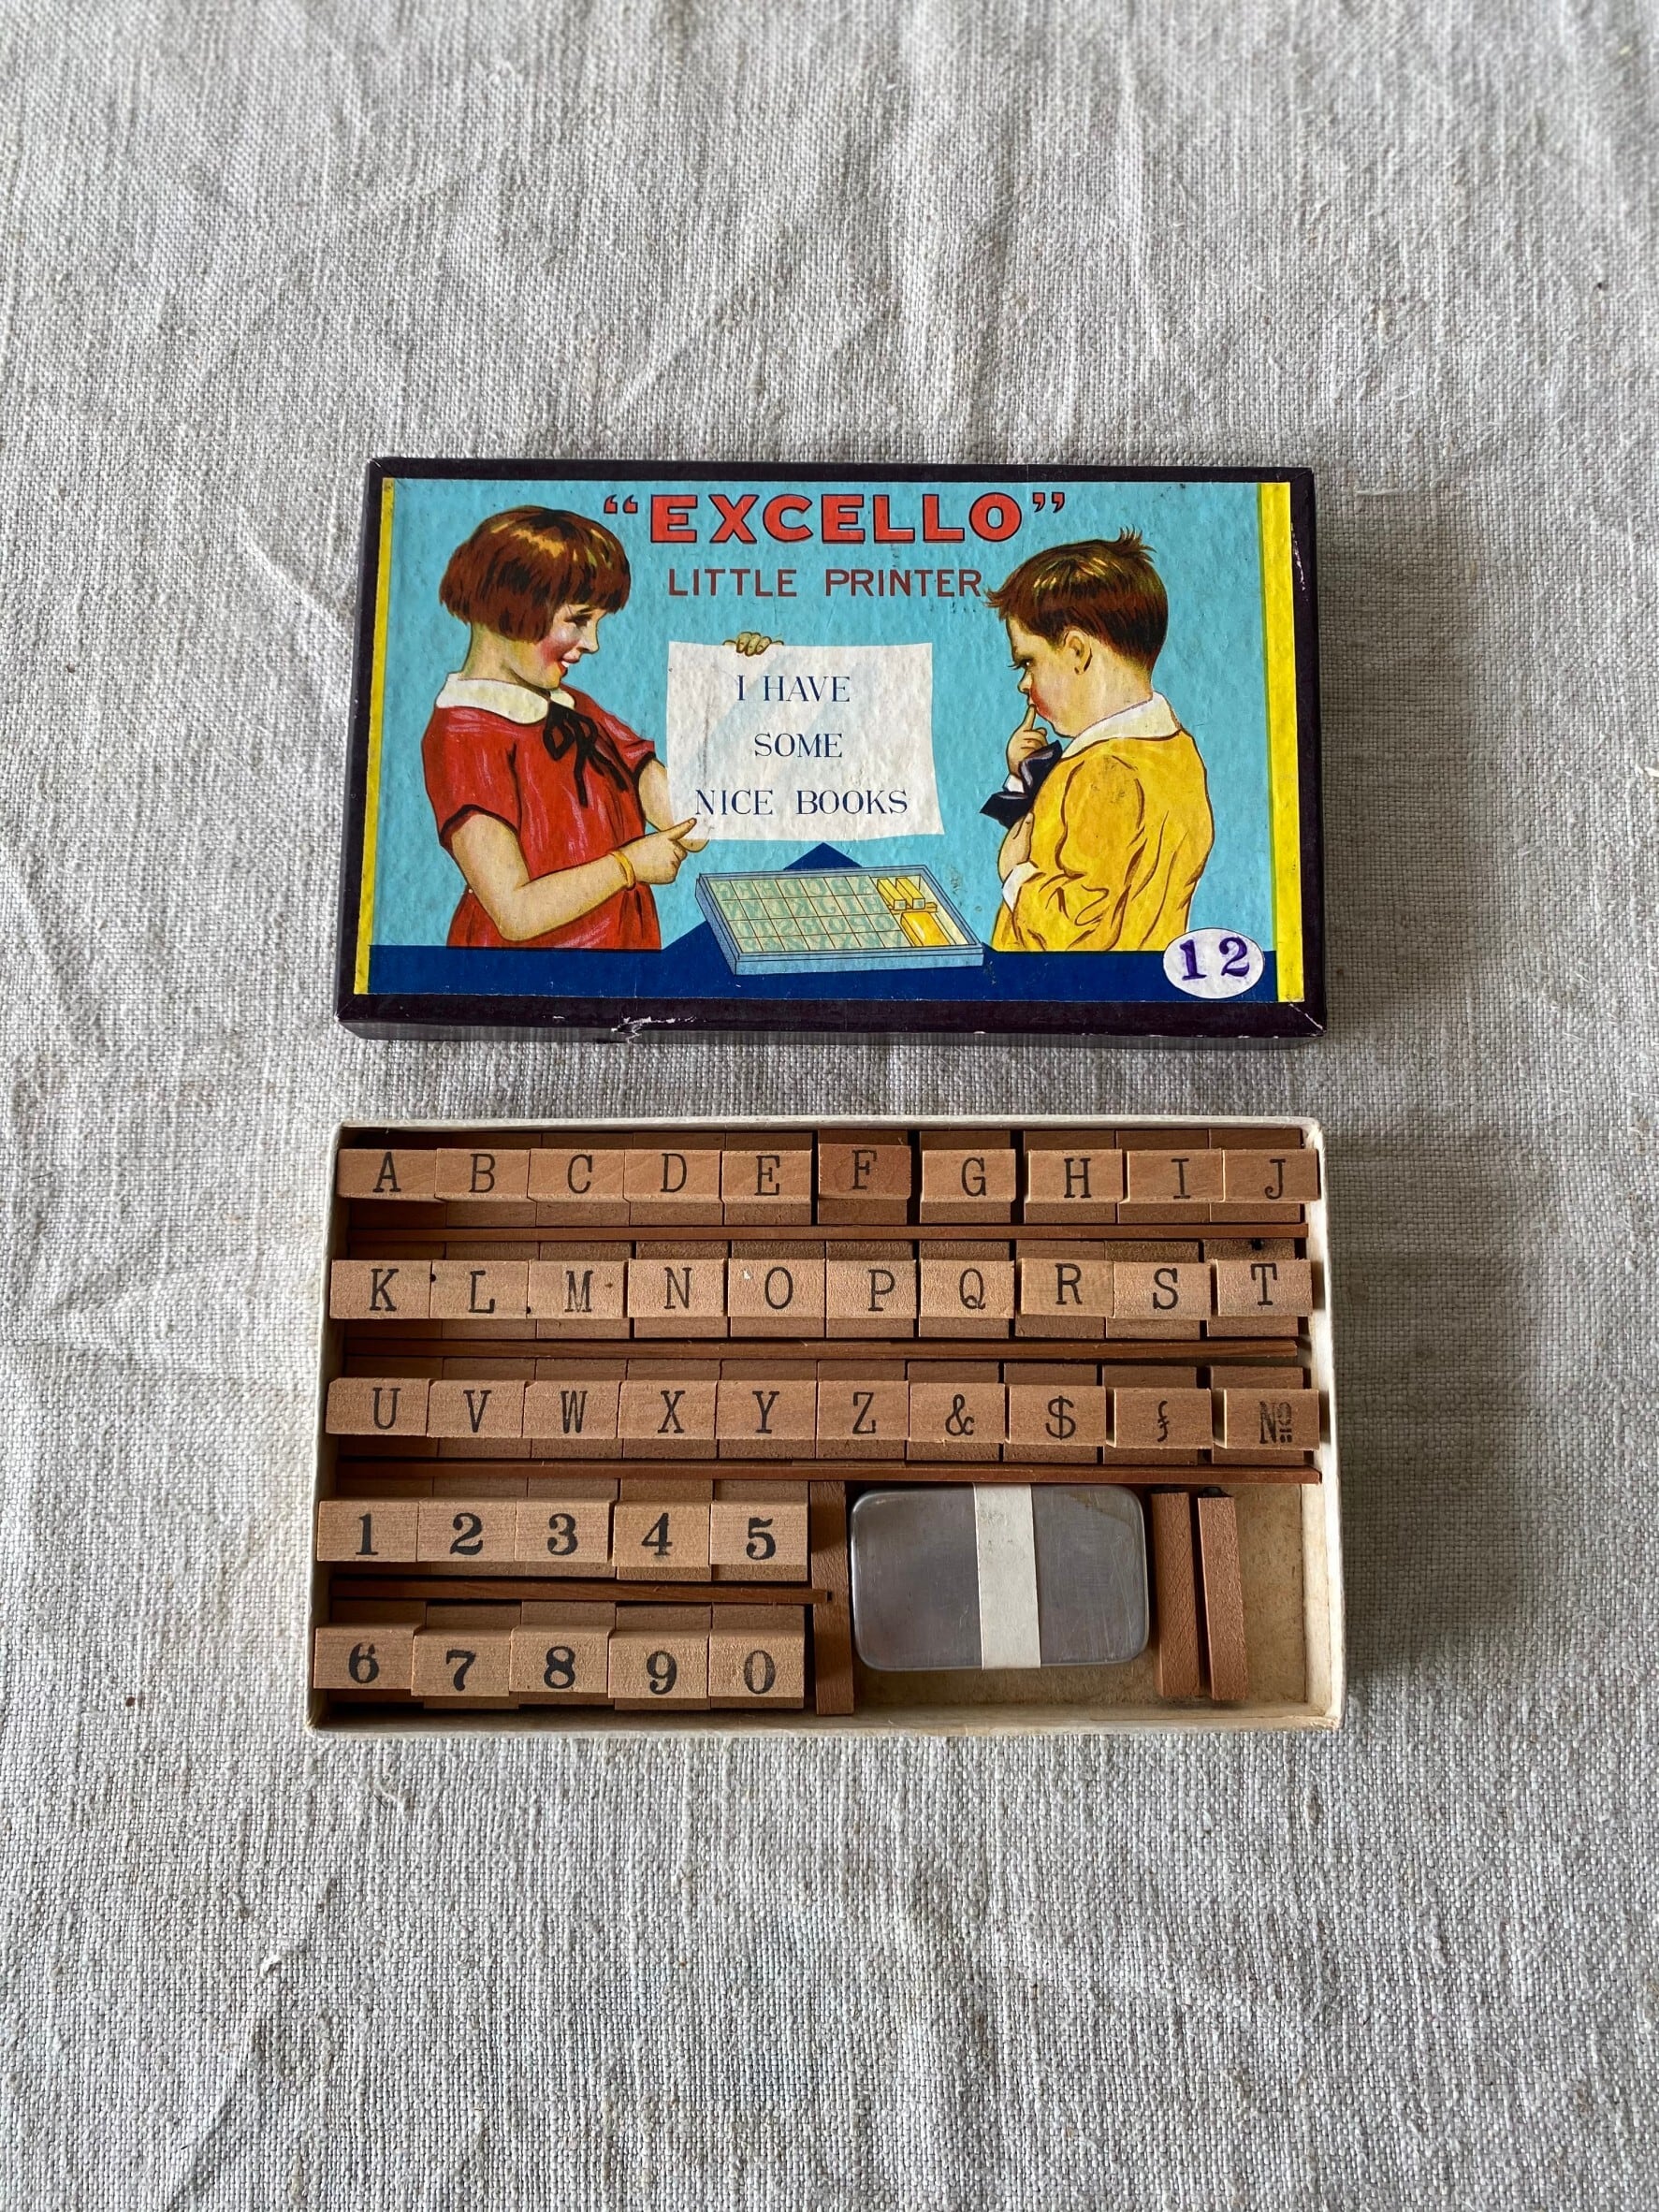 “EXCELLO”
LITTLE PRINTER
I HAVE
SOME
NICE BOOKS
12
A B C D E F G H I J
K L M N O P Q R S T
U V W X Y Z & $ № 
1 2 3 4 5
6 7 8 9 0